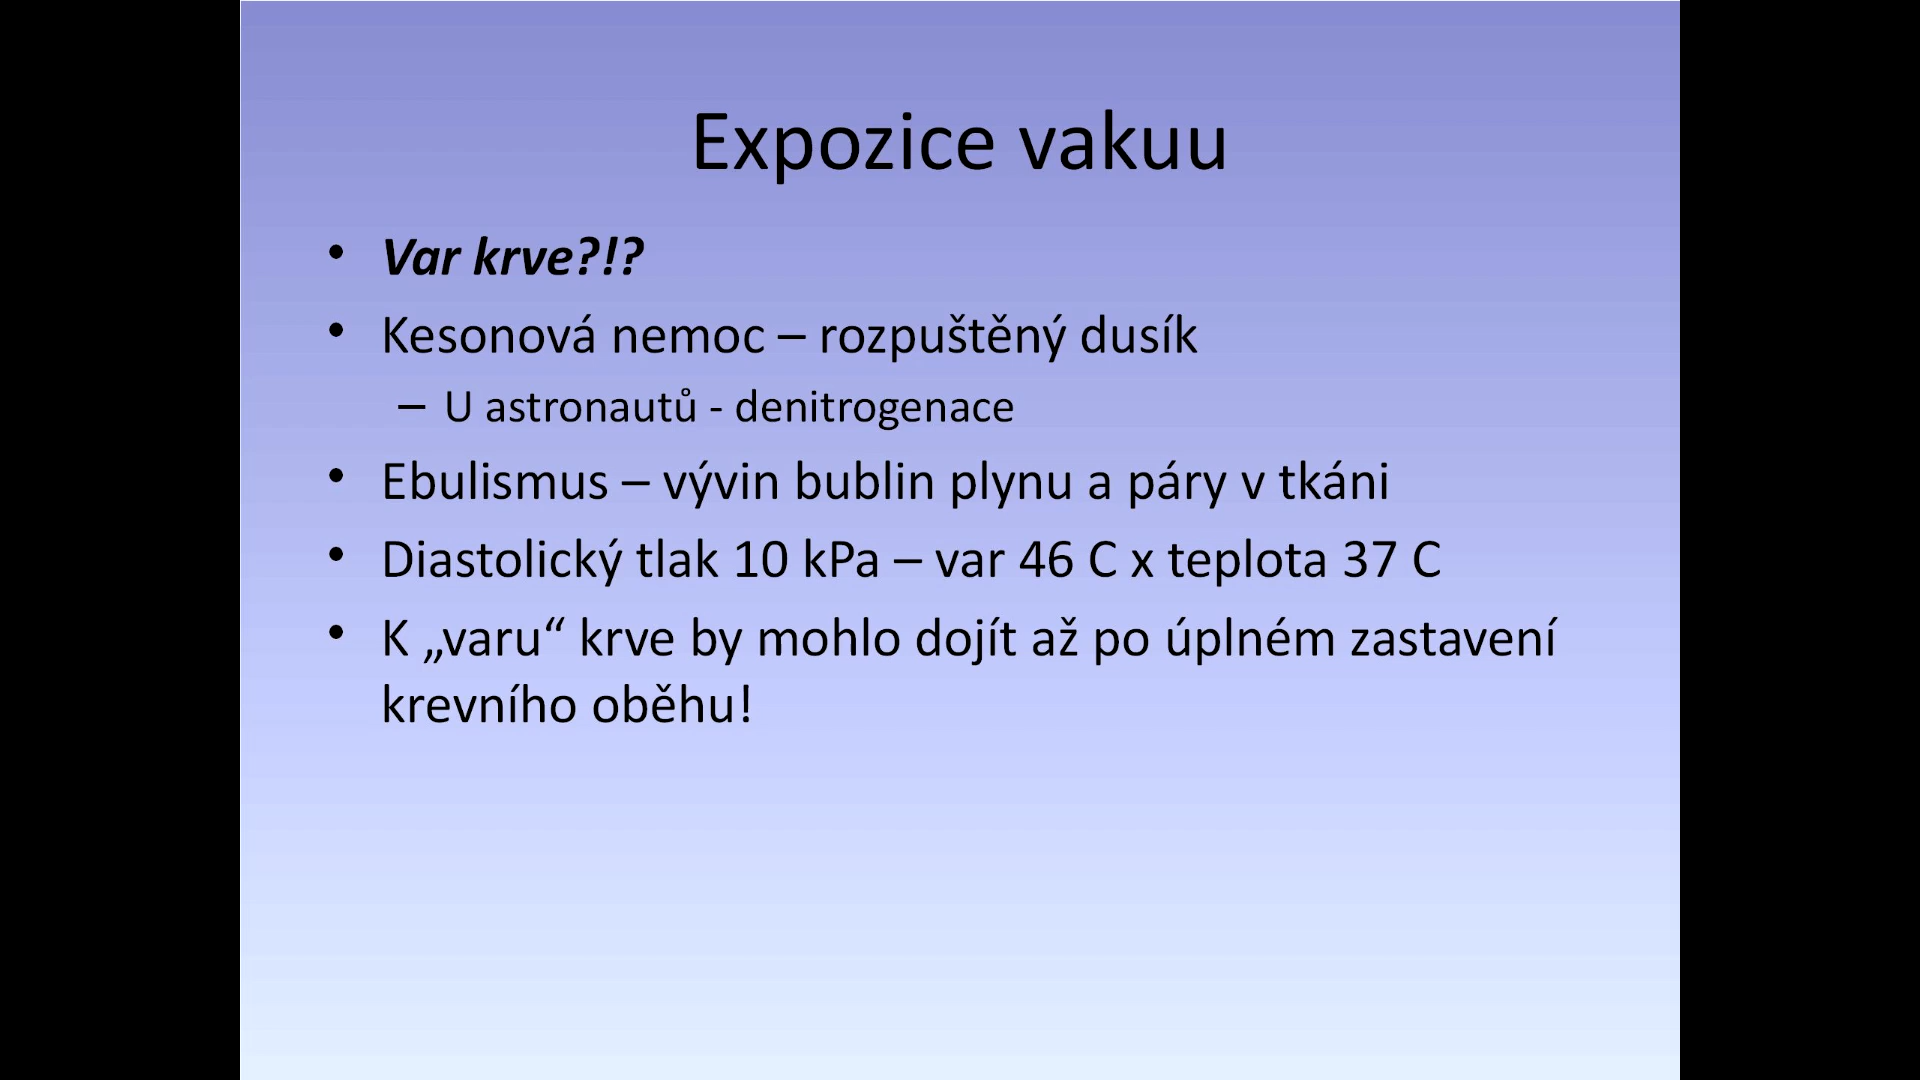 Expozice vakuu
• Var krve?!?
• Kesonová nemoc – rozpuštěný dusík
– U astronautů - denitrogenace
• Ebulismus – vývin bublin plynu a páry v tkáni
• Diastolický tlak 10 kPa – var 46 C x teplota 37 C
• K „varu“ krve by mohlo dojít až po úplném zastavení
krevního oběhu!